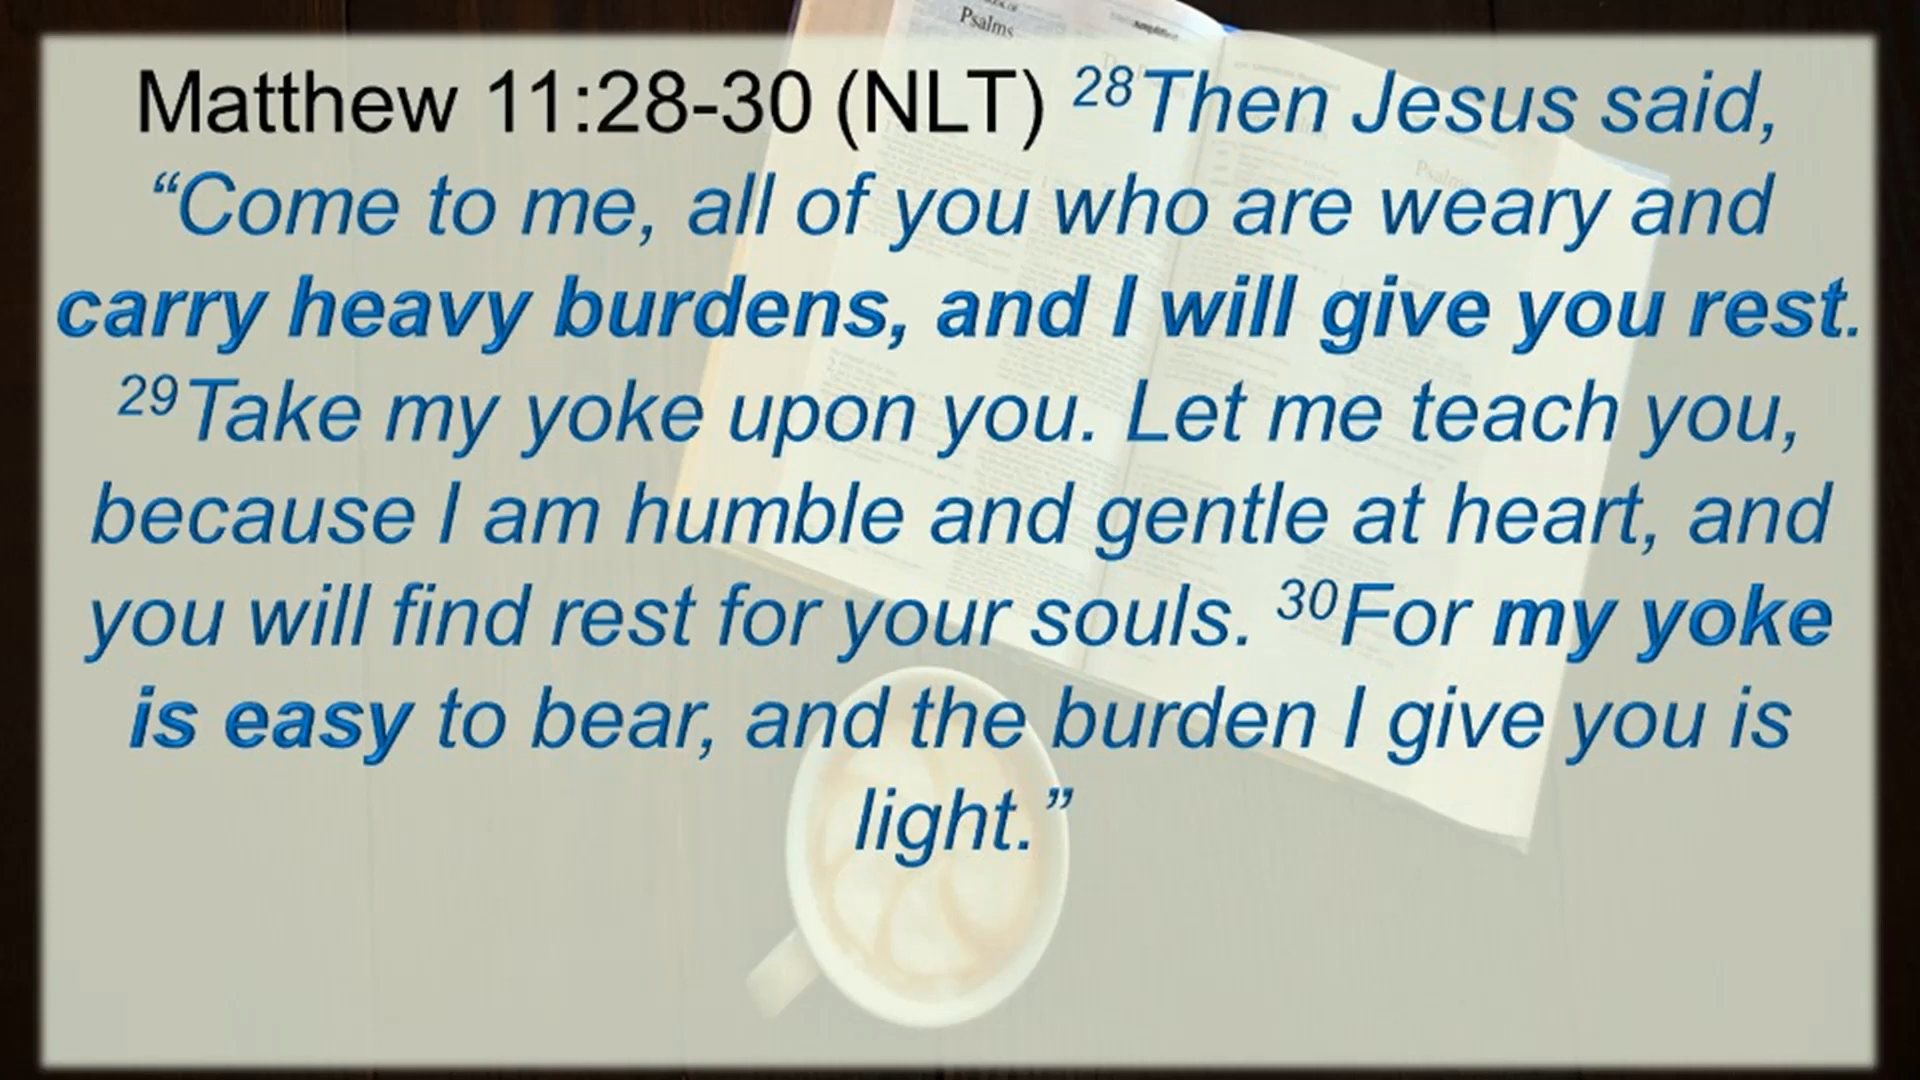 Psalms
Matthew 11:28-30 (NLT) 28Then Jesus said,
“Come to me, all of you who are weary and
carry heavy burdens, and I will give you rest.
29Take my yoke upon you. Let me teach you,
because I am humble and gentle at heart, and
you will find rest for your souls. 30For my yoke
is easy to bear, and the burden I give you is
light.”